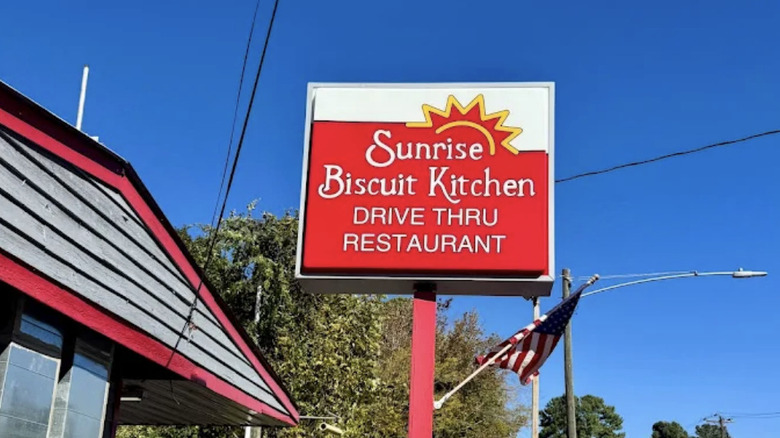 Sunrise
Biscuit Kitchen
DRIVE THRU
RESTAURANT